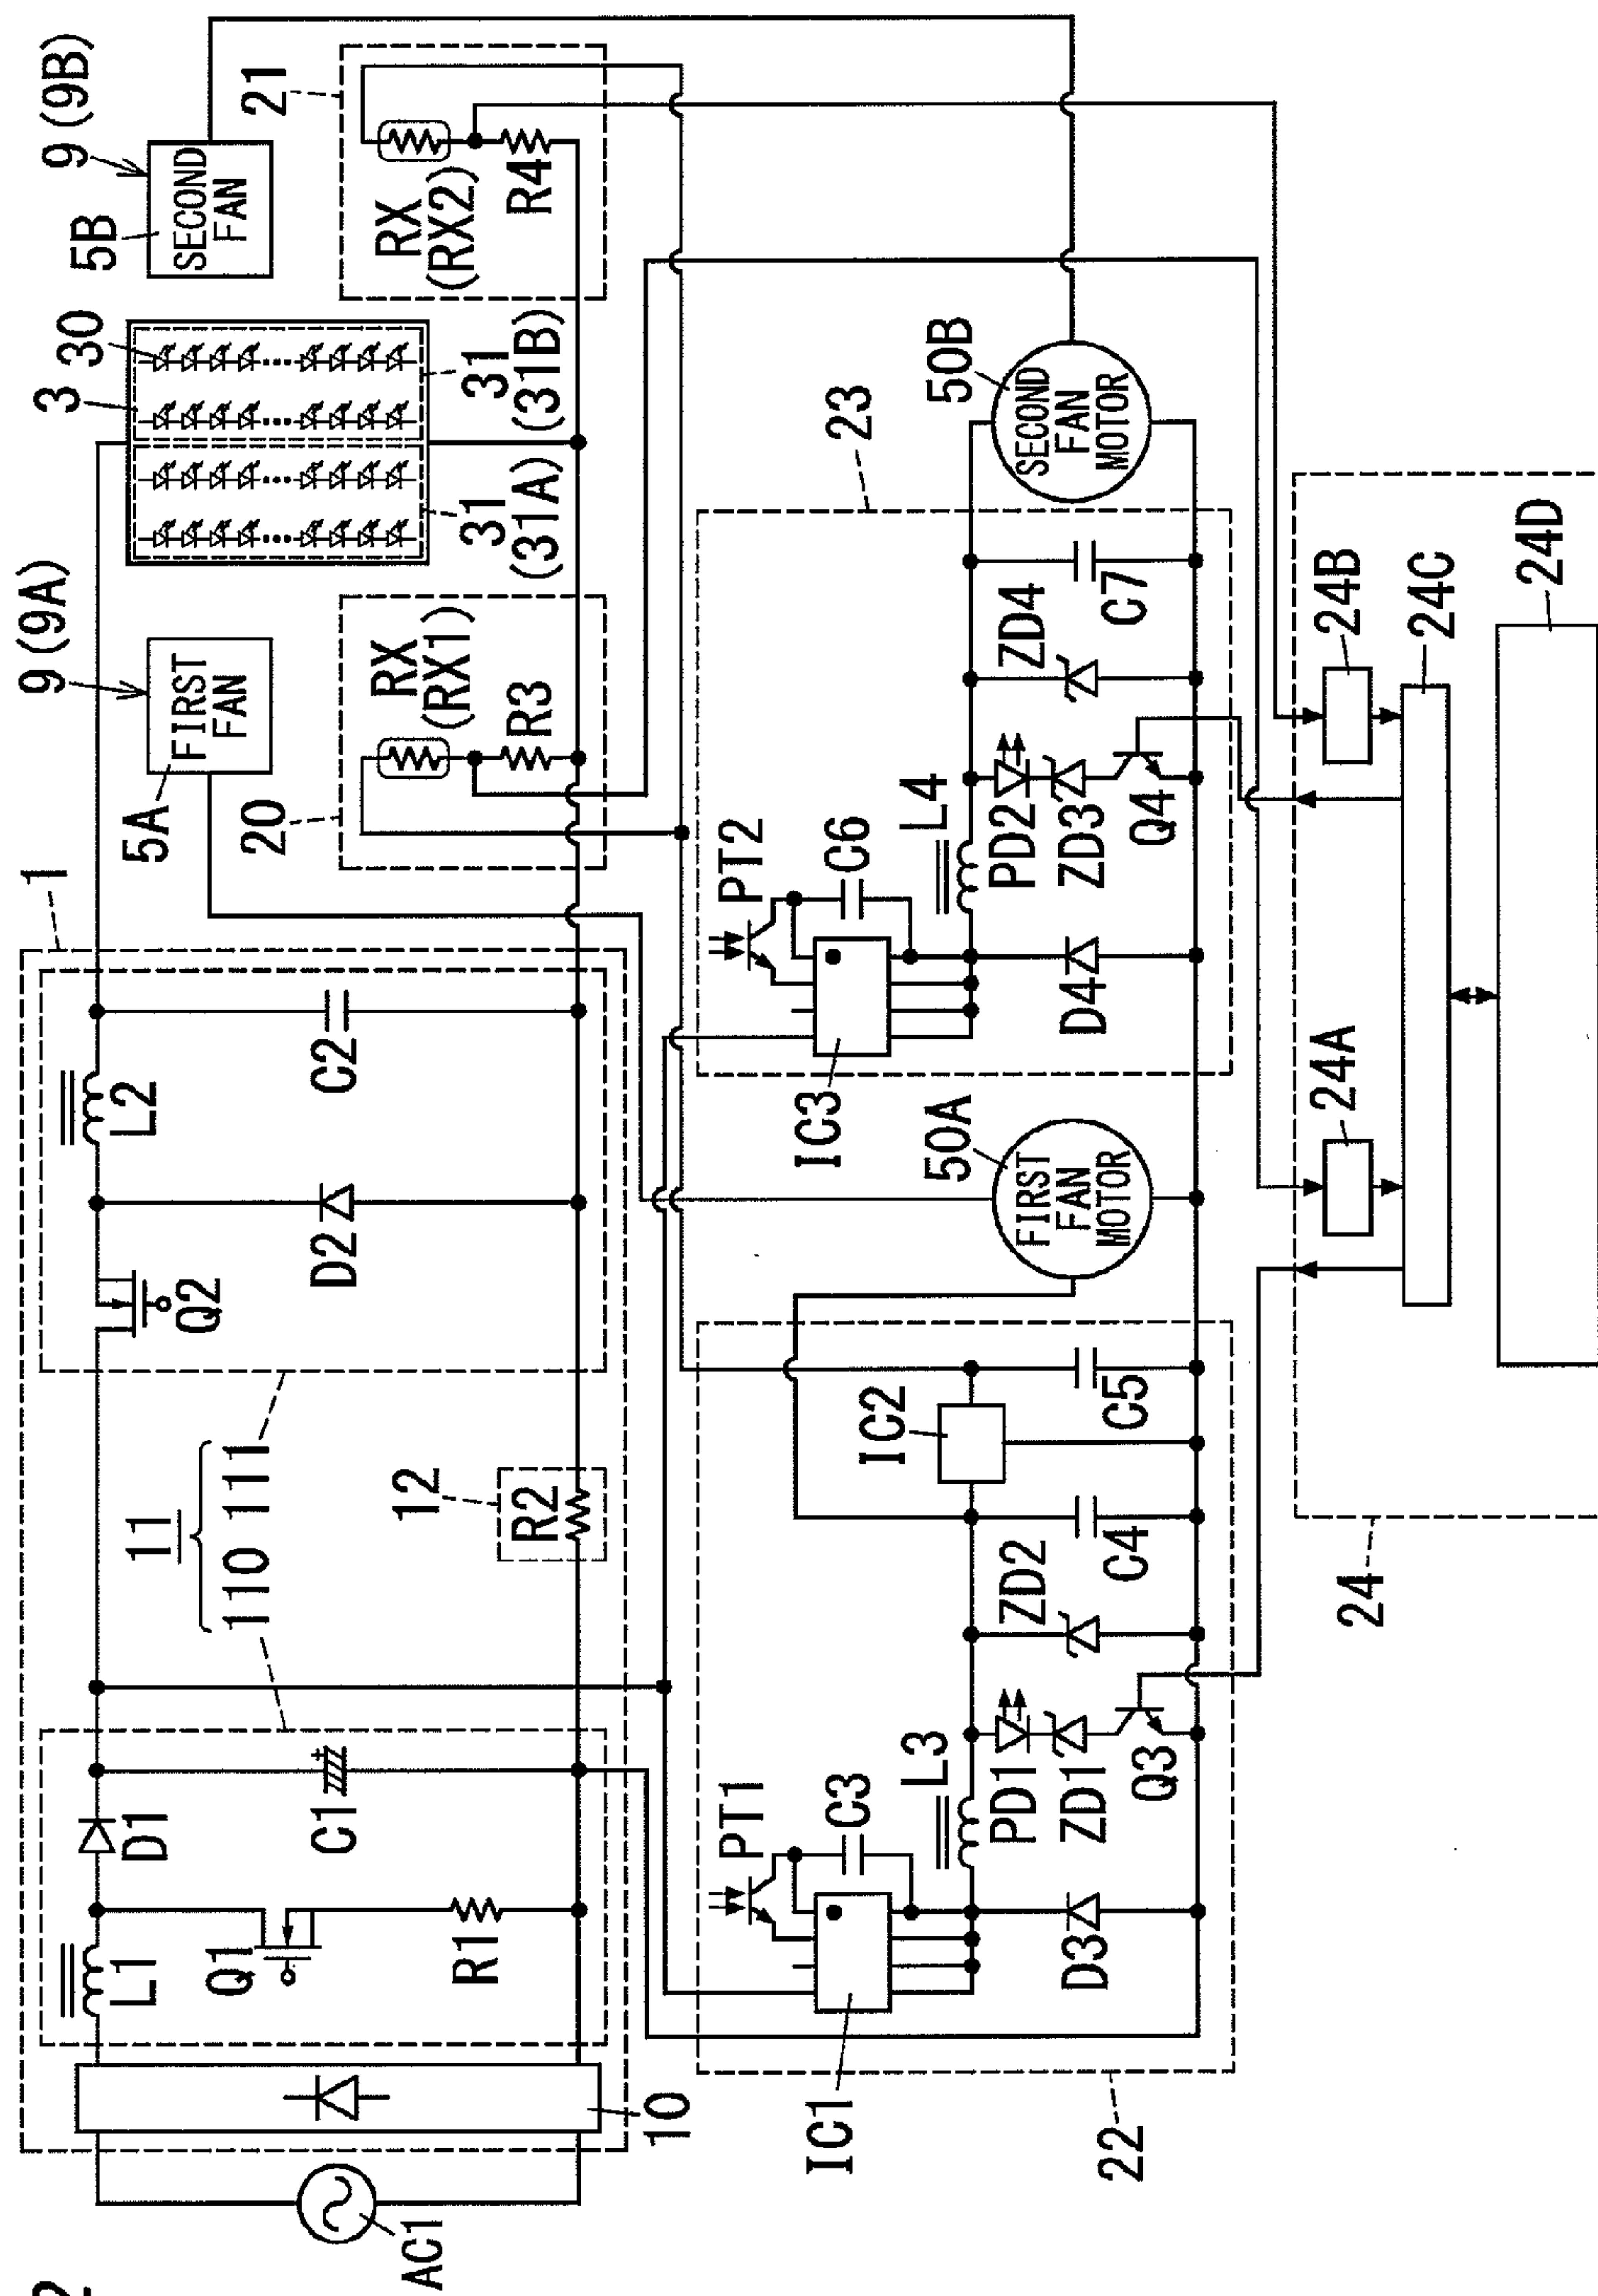 2
AC1
10
1
L1
D1
Q1
R1
C1
11
110 111
12
R2
Q2
D2
L2
C2
5A
FIRST
FAN
9 (9A)
20
RX
(RX1)
R3
3
30
31
(31A)
31
(31B)
5B
SECOND
FAN
9 (9B)
21
RX
(RX2)
R4
22
IC1
PT1
C3
L3
D3
PD1
ZD1
Q3
ZD2
C4
IC2
C5
50A
FIRST
FAN
MOTOR
23
IC3
PT2
C6
L4
D4
PD2
ZD3
Q4
ZD4
C7
50B
SECOND
FAN
MOTOR
24
24A
24B
24C
24D